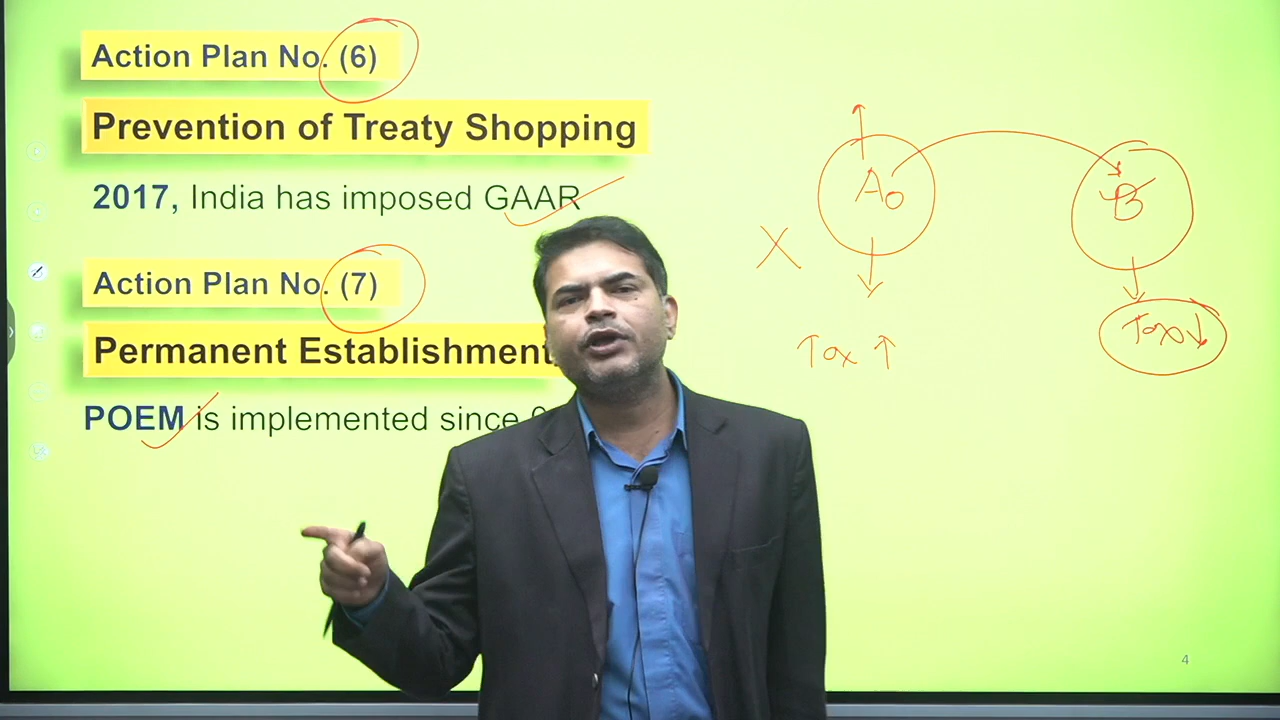 Action Plan No. (6)
Prevention of Treaty Shopping
2017, India has imposed GAAR
Action Plan No. (7)
Permanent Establishment
POEM is implemented since
A
B
X
Tax ↑
Tax ↓
4